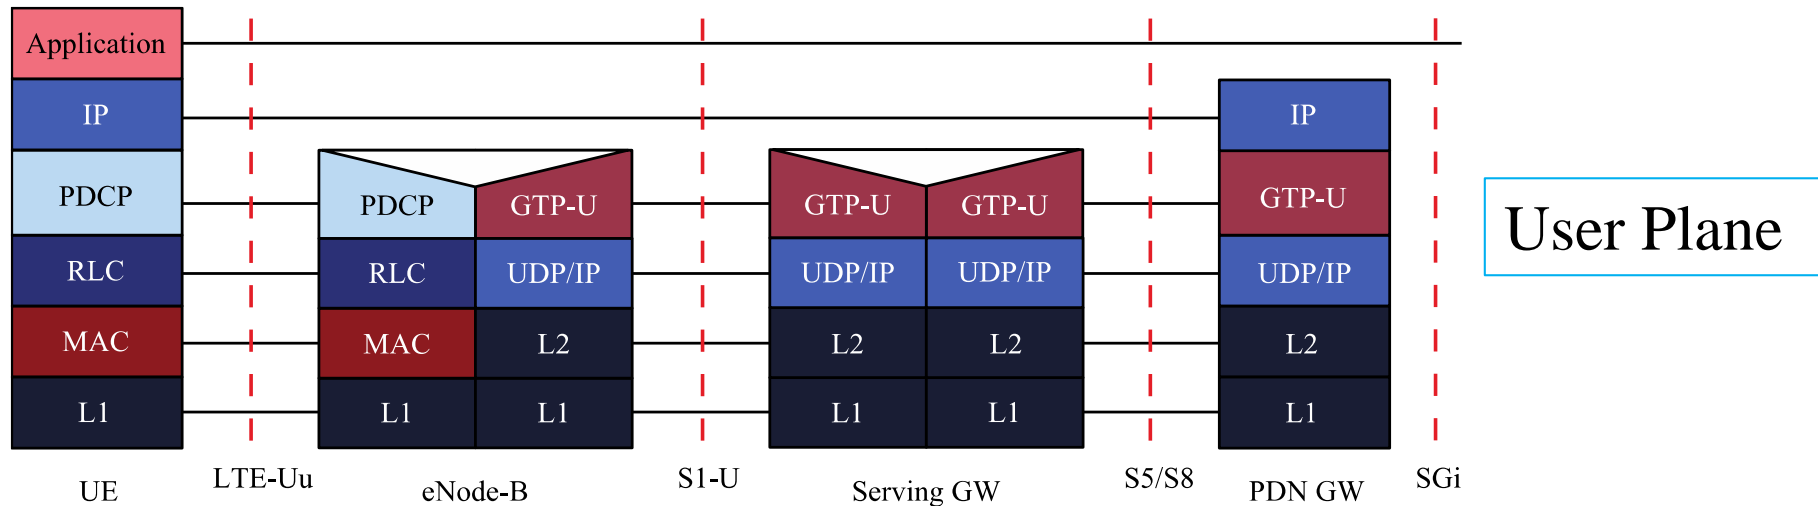 Application
IP
IP
PDCP
PDCP
GTP-U
GTP-U
GTP-U
GTP-U
User Plane
RLC
RLC
UDP/IP
UDP/IP
UDP/IP
UDP/IP
MAC
MAC
L2
L2
L2
L2
L1
L1
L1
L1
L1
L1
UE
LTE-Uu
eNode-B
S1-U
Serving GW
S5/S8
PDN GW
SGi